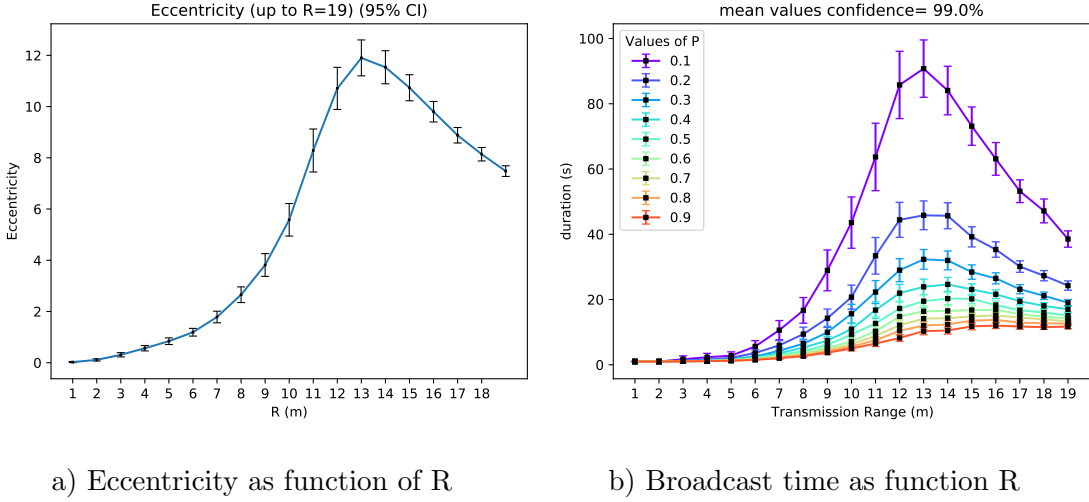 Eccentricity (up to R=19) (95% CI)
12
10
8
6
4
2
0
Eccentricity
1 2 3 4 5 6 7 8 9 10 11 12 13 14 15 16 17 18
R (m)
a) Eccentricity as function of R
mean values confidence= 99.0%
100
80
60
40
20
0
duration (s)
Values of P
0.1
0.2
0.3
0.4
0.5
0.6
0.7
0.8
0.9
1 2 3 4 5 6 7 8 9 10 11 12 13 14 15 16 17 18 19
Transmission Range (m)
b) Broadcast time as function R